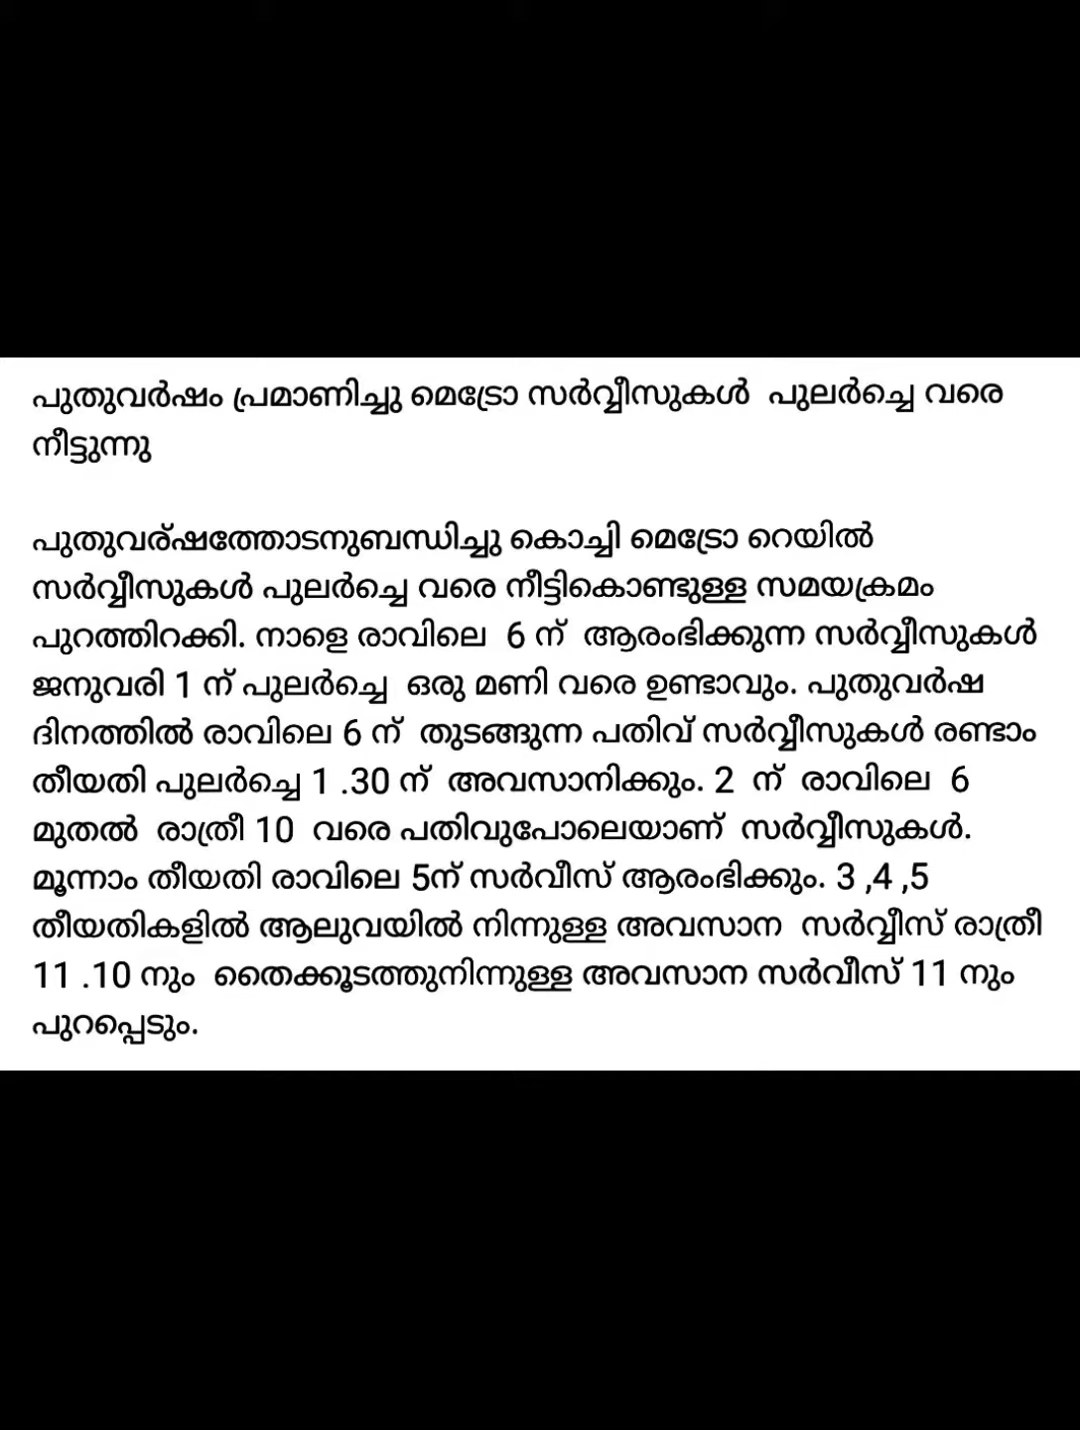 പുതുവർഷം പ്രമാണിച്ചു മെട്രോ സർവ്വീസുകൾ പുലർച്ചെ വരെ
നീട്ടുന്നു
പുതുവര്ഷത്തോടനുബന്ധിച്ചു കൊച്ചി മെട്രോ റെയിൽ
സർവ്വീസുകൾ പുലർച്ചെ വരെ നീട്ടികൊണ്ടുള്ള സമയക്രമം
പുറത്തിറക്കി. നാളെ രാവിലെ 6 ന് ആരംഭിക്കുന്ന സർവ്വീസുകൾ
ജനുവരി 1 ന് പുലർച്ചെ ഒരു മണി വരെ ഉണ്ടാവും. പുതുവർഷ
ദിനത്തിൽ രാവിലെ 6 ന് തുടങ്ങുന്ന പതിവ് സർവ്വീസുകൾ രണ്ടാം
തീയതി പുലർച്ചെ 1 .30 ന് അവസാനിക്കും. 2 ന് രാവിലെ 6
മുതൽ രാത്രീ 10 വരെ പതിവുപോലെയാണ് സർവ്വീസുകൾ.
മൂന്നാം തീയതി രാവിലെ 5ന് സർവീസ് ആരംഭിക്കും. 3 ,4 ,5
തീയതികളിൽ ആലുവയിൽ നിന്നുള്ള അവസാന സർവ്വീസ് രാത്രീ
11 .10 നും തൈക്കൂടത്തുനിന്നുള്ള അവസാന സർവീസ് 11 നും
പുറപ്പെടും.